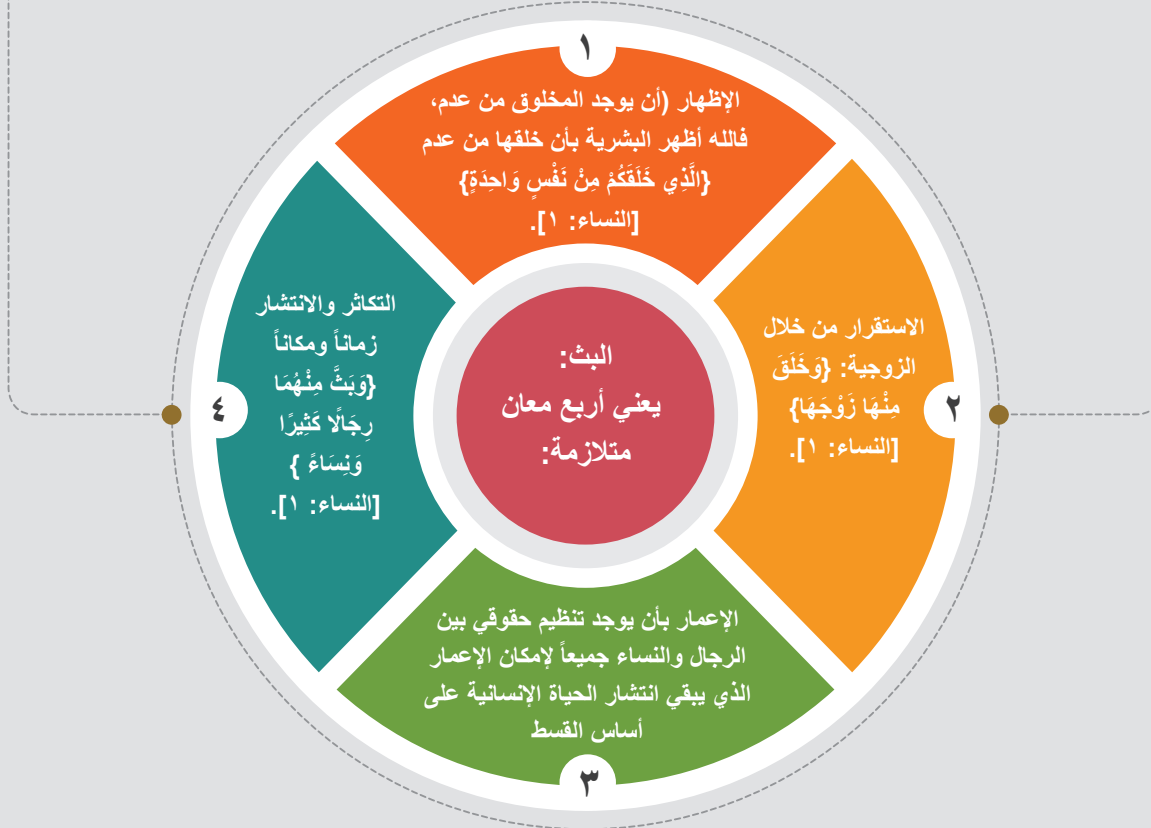 البث:
يعني أربع معان
متلازمة:
١
الإظهار (أن يوجد المخلوق من عدم،
فالله أظهر البشرية بأن خلقها من عدم
{الَّذِي خَلَقَكُمْ مِنْ نَفْسٍ وَاحِدَةٍ}
[النساء: ١].
٢
الاستقرار من خلال
الزوجية: {وَخَلَقَ
مِنْهَا زَوْجَهَا}
[النساء: ١].
٣
الإعمار بأن يوجد تنظيم حقوقي بين
الرجال والنساء جميعاً لإمكان الإعمار
الذي يبقي انتشار الحياة الإنسانية على
أساس القسط
٤
التكاثر والانتشار
زماناً ومكاناً
{وَبَثَّ مِنْهُمَا
رِجَالًا كَثِيرًا
وَنِسَاءً }
[النساء: ١].